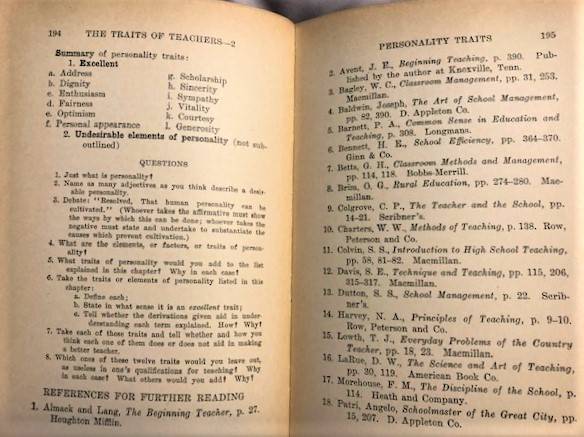 194 THE TRAITS OF TEACHERS—2
Summary of personality traits:
1. Excellent
a. Address
b. Dignity
c. Enthusiasm
d. Fairness
e. Optimism
f. Personal appearance
g. Scholarship
h. Sincerity
i. Sympathy
j. Vitality
k. Courtesy
l. Generosity
2. Undesirable elements of personality (not sub-
outlined)
QUESTIONS
1. Just what is personality?
2. Name as many adjectives as you think describe a desir-
able personality.
3. Debate: "Resolved, That human personality can be
cultivated." (Whoever takes the affirmative must show
the ways by which this can be done; whoever takes the
negative must state and undertake to substantiate the
causes which prevent cultivation.)
4. What are the elements, or factors, or traits of person-
ality?
5. What traits of personality would you add to the list
explained in this chapter? Why in each case?
6. Take the traits or elements of personality listed in this
chapter:
a. Define each;
b. State in what sense it is an excellent trait;
c. Tell whether the derivations given aid in under-
derstanding each term explained. How? Why?
7. Take each of those traits and tell whether and how you
think each one of them does or does not aid in making
a better teacher.
8. Which ones of these twelve traits would you leave out,
as useless in one's qualifications for teaching? Why
in each case? What others would you add? Why?
REFERENCES FOR FURTHER READING
1. Almack and Lang, The Beginning Teacher, p. 27.
Houghton Mifflin.
PERSONALITY TRAITS 195
2. Avent, J. E., Beginning Teaching, p. 390. Pub-
lished by the author at Knoxville, Tenn.
3. Bagley, W. C., Classroom Management, pp. 31, 253.
Macmillan.
4. Baldwin, Joseph, The Art of School Management,
pp. 82, 390. D. Appleton Co.
5. Barnett, P. A., Common Sense in Education and
Teaching, p. 308. Longmans.
6. Bennett, H. E., School Efficiency, pp. 364-370.
Ginn & Co.
7. Betts, G. H., Classroom Methods and Management,
pp. 114, 118. Bobbs-Merrill.
8. Brim, O. G., Rural Education, pp. 274-280. Mac-
millan.
9. Colgrove, C. P., The Teacher and the School, pp.
14-21. Scribner's.
10. Charters, W. W., Methods of Teaching, p. 138. Row,
Peterson and Co.
11. Colvin, S. S., Introduction to High School Teaching,
pp. 58, 81-82. Macmillan.
12. Davis, S. E., Technique and Teaching, pp. 115, 206,
315-317. Macmillan.
13. Dutton, S. S., School Management, p. 22. Scrib-
ner's.
14. Harvey, N. A., Principles of Teaching, p. 9-10.
Row, Peterson and Co.
15. Lowth, T. J., Everyday Problems of the Country
Teacher, pp. 18, 23. Macmillan.
16. LaRue, D. W., The Science and Art of Teaching,
pp. 30, 119. American Book Co.
17. Morehouse, F. M., The Discipline of the School, p.
114. Heath and Company.
18. Patri, Angelo, Schoolmaster of the Great City, pp.
15, 207. D. Appleton Co.